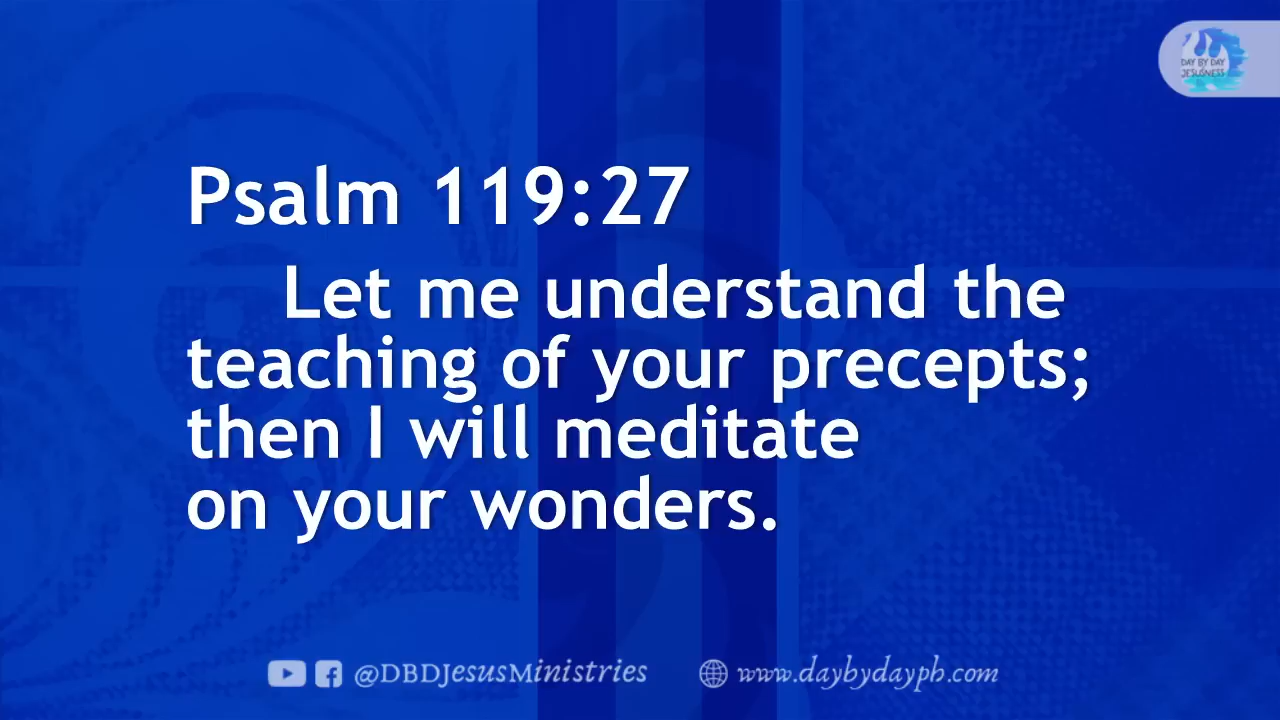 DAY BY DAY
JESUSNESS
Psalm 119:27
Let me understand the
teaching of your precepts;
then I will meditate
on your wonders.
@DBDJesusMinistries
www.daybydayph.com